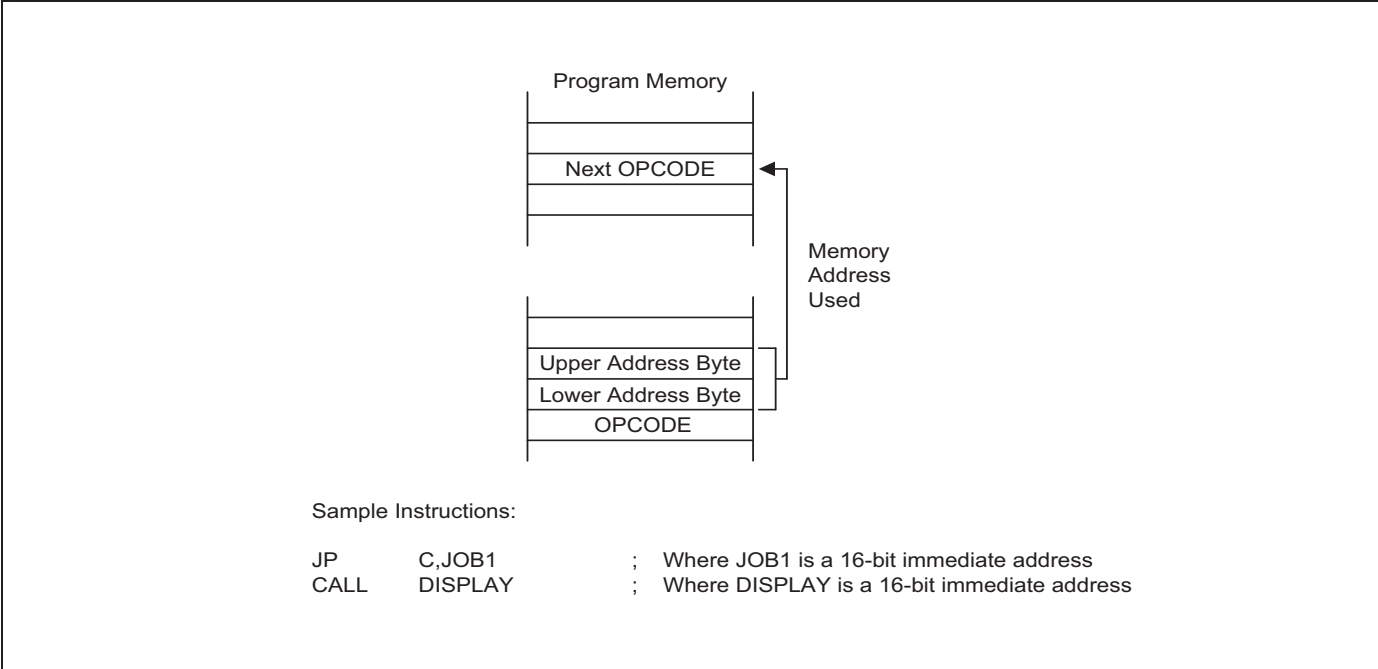 Program Memory
Next OPCODE
Memory
Address
Used
Upper Address Byte
Lower Address Byte
OPCODE
Sample Instructions:
JP C,JOB1 ; Where JOB1 is a 16-bit immediate address
CALL DISPLAY ; Where DISPLAY is a 16-bit immediate address